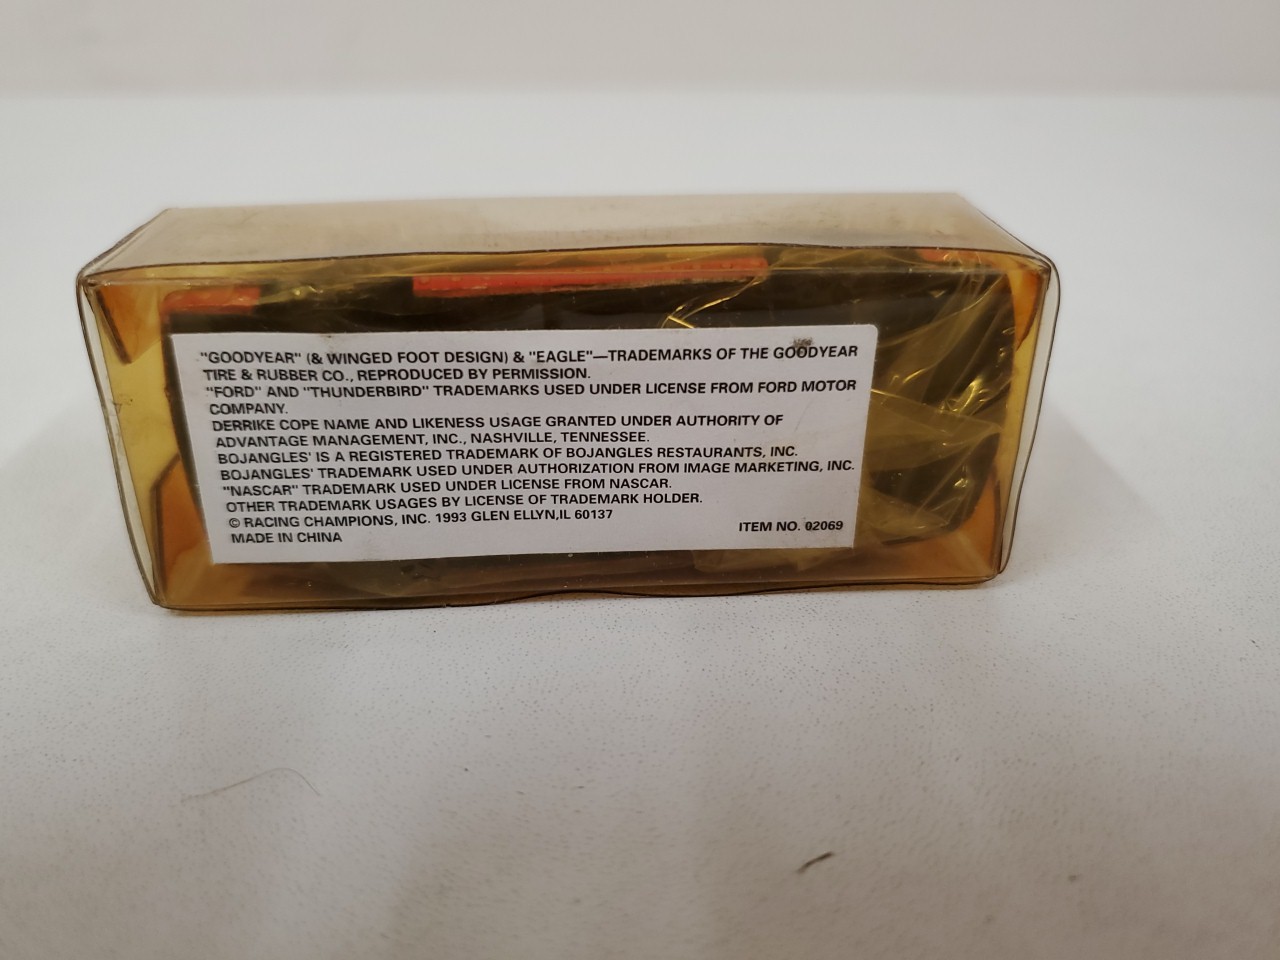 "GOODYEAR" (& WINGED FOOT DESIGN) & "EAGLE"—TRADEMARKS OF THE GOODYEAR
TIRE & RUBBER CO., REPRODUCED BY PERMISSION.
"FORD" AND "THUNDERBIRD" TRADEMARKS USED UNDER LICENSE FROM FORD MOTOR
COMPANY.
DERRIKE COPE NAME AND LIKENESS USAGE GRANTED UNDER AUTHORITY OF
ADVANTAGE MANAGEMENT, INC., NASHVILLE, TENNESSEE.
BOJANGLES' IS A REGISTERED TRADEMARK OF BOJANGLES RESTAURANTS, INC.
BOJANGLES' TRADEMARK USED UNDER AUTHORIZATION FROM IMAGE MARKETING, INC.
"NASCAR" TRADEMARK USED UNDER LICENSE FROM NASCAR.
OTHER TRADEMARK USAGES BY LICENSE OF TRADEMARK HOLDER.
© RACING CHAMPIONS, INC. 1993 GLEN ELLYN,IL 60137
MADE IN CHINA
ITEM NO. 02069